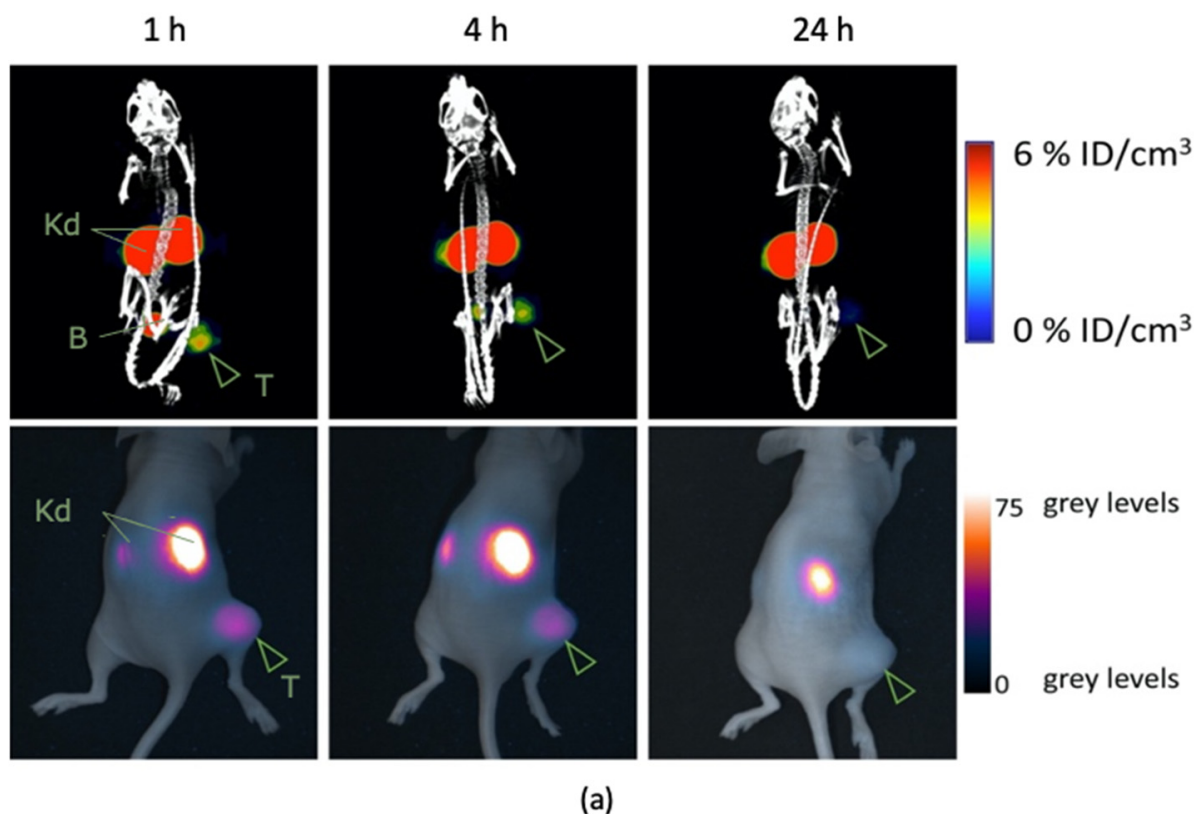 1 h
4 h
24 h
Kd
B
T
6 % ID/cm³
0 % ID/cm³
Kd
T
75 grey levels
0 grey levels
(a)